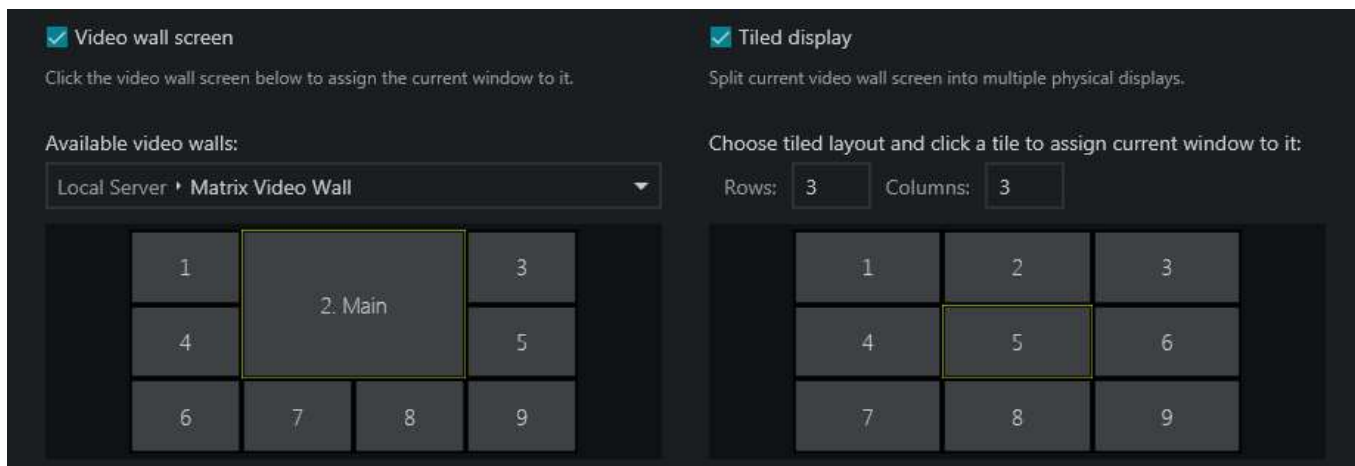 Video wall screen
Click the video wall screen below to assign the current window to it.
Available video walls:
Local Server ‣ Matrix Video Wall
1
2. Main
3
4
5
6 7 8 9
Tiled display
Split current video wall screen into multiple physical displays.
Choose tiled layout and click a tile to assign current window to it:
Rows: 3 Columns: 3
1 2 3
4 5 6
7 8 9